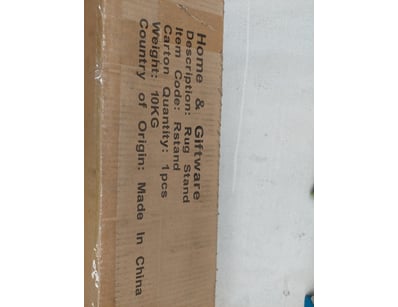 Home & Giftware
Description: Rug Stand
Item Code: Rstand
Carton Quantity: 1pcs
Weight: 10KG
Country of Origin: Made In China